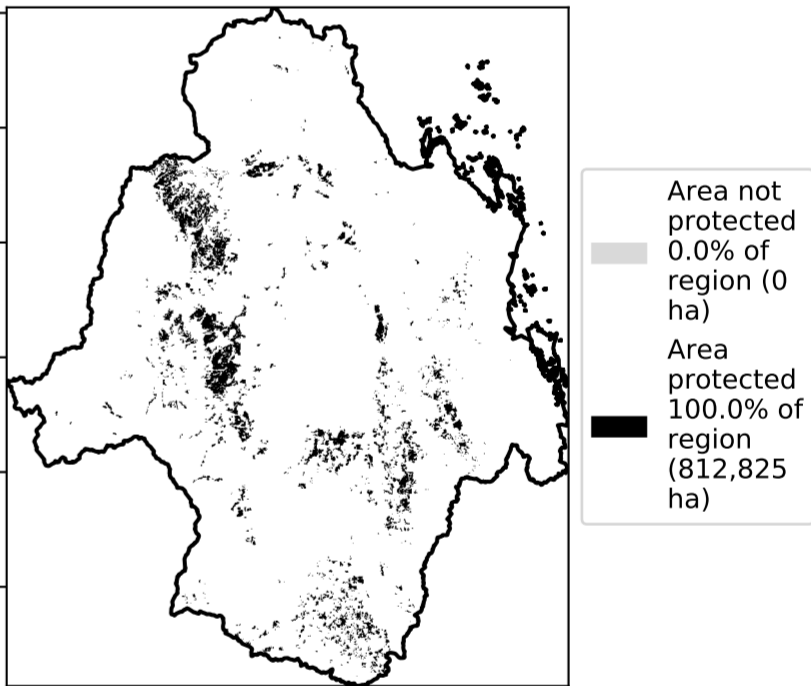 Area not
protected
0.0% of
region (0
ha)
Area
protected
100.0% of
region
(812,825
ha)